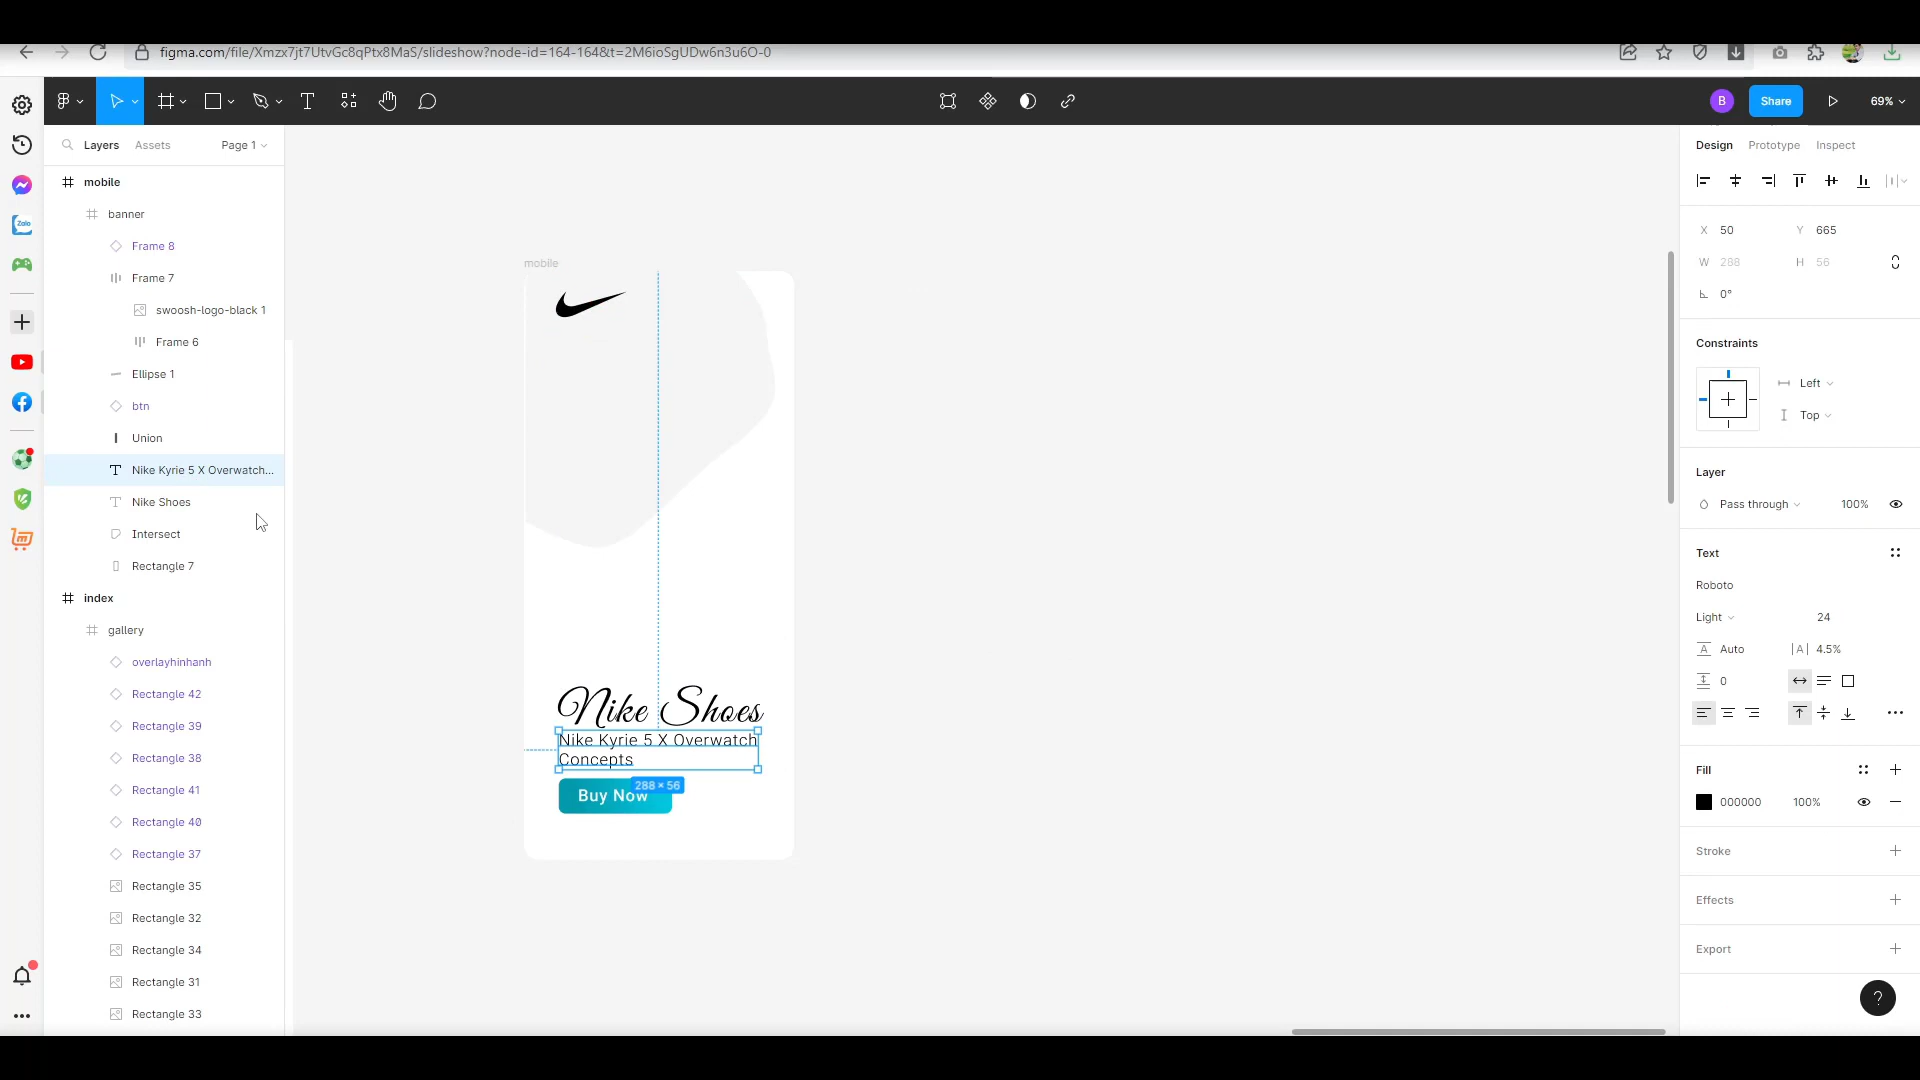 figma.com/file/Xmzx7jt7UtvGc8qPtx8MaS/slideshow?node-id=164-164&t=2M6ioSgUDw6n3u6O-0
B
Share
69%
Layers
Assets
Page 1
Design
Prototype
Inspect
mobile
banner
Frame 8
Frame 7
swoosh-logo-black 1
Frame 6
Ellipse 1
btn
Union
Nike Kyrie 5 X Overwatch...
Nike Shoes
Intersect
Rectangle 7
index
gallery
overlayhinhanh
Rectangle 42
Rectangle 39
Rectangle 38
Rectangle 41
Rectangle 40
Rectangle 37
Rectangle 35
Rectangle 32
Rectangle 34
Rectangle 31
Rectangle 33
Zalo
mobile
Nike Shoes
Nike Kyrie 5 X Overwatch
Concepts
288 × 56
Buy Now
X 50
Y 665
W 288
H 56
0°
Constraints
Left
Top
Layer
Pass through
100%
Text
Roboto
Light
24
A Auto
|A| 4.5%
0
Fill
000000
100%
Stroke
Effects
Export
?